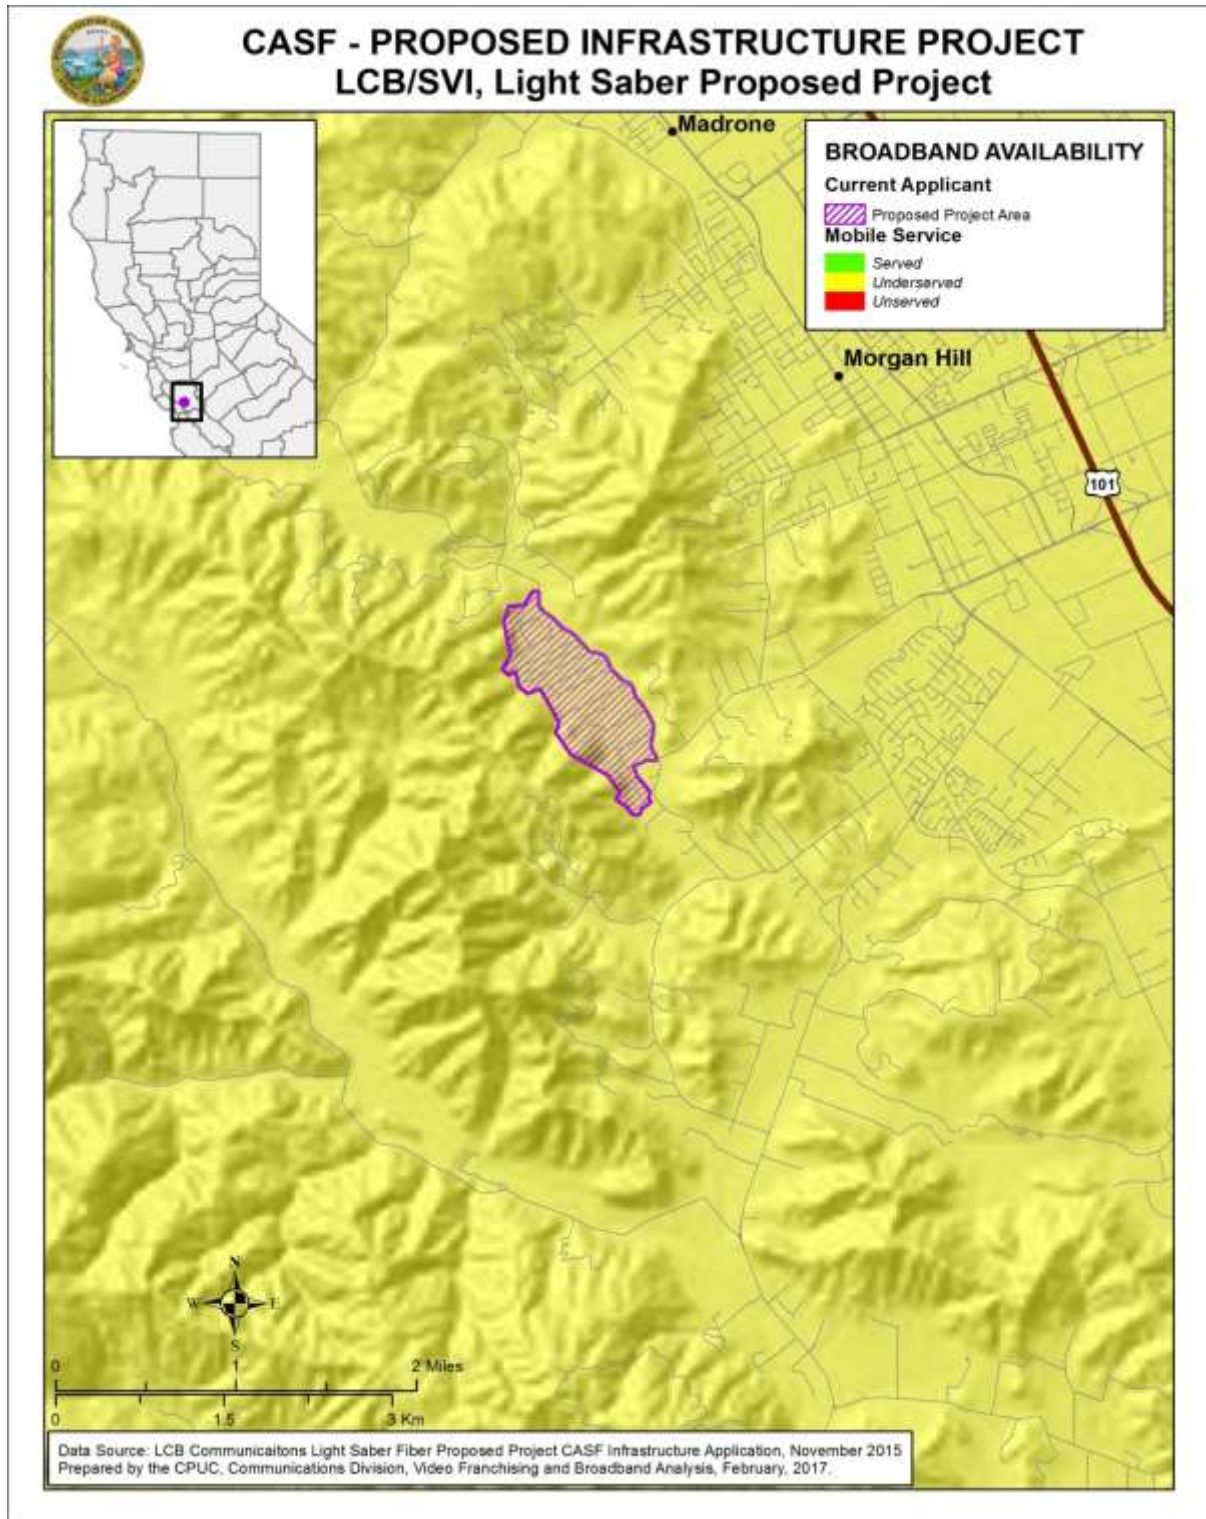 CASF - PROPOSED INFRASTRUCTURE PROJECT
LCB/SVI, Light Saber Proposed Project
Madrone
BROADBAND AVAILABILITY
Current Applicant
Proposed Project Area
Mobile Service
Served
Underserved
Unserved
Morgan Hill
101
N
W E
S
0 1 2 Miles
0 1.5 3 Km
Data Source: LCB Communicaitons Light Saber Fiber Proposed Project CASF Infrastructure Application, November 2015
Prepared by the CPUC, Communications Division, Video Franchising and Broadband Analysis, February, 2017.